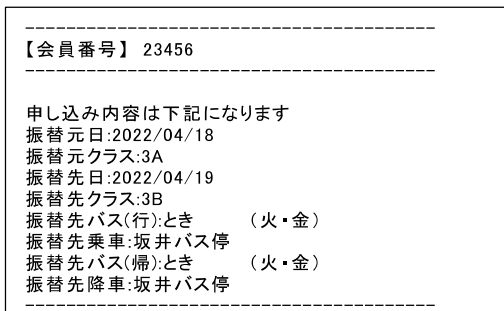 ----------------------------------------
【会員番号】 23456
----------------------------------------
申し込み内容は下記になります
振替元日:2022/04/18
振替元クラス:3A
振替先日:2022/04/19
振替先クラス:3B
振替先バス(行):とき　　(火・金)
振替先乗車:坂井バス停
振替先バス(帰):とき　　(火・金)
振替先降車:坂井バス停
----------------------------------------